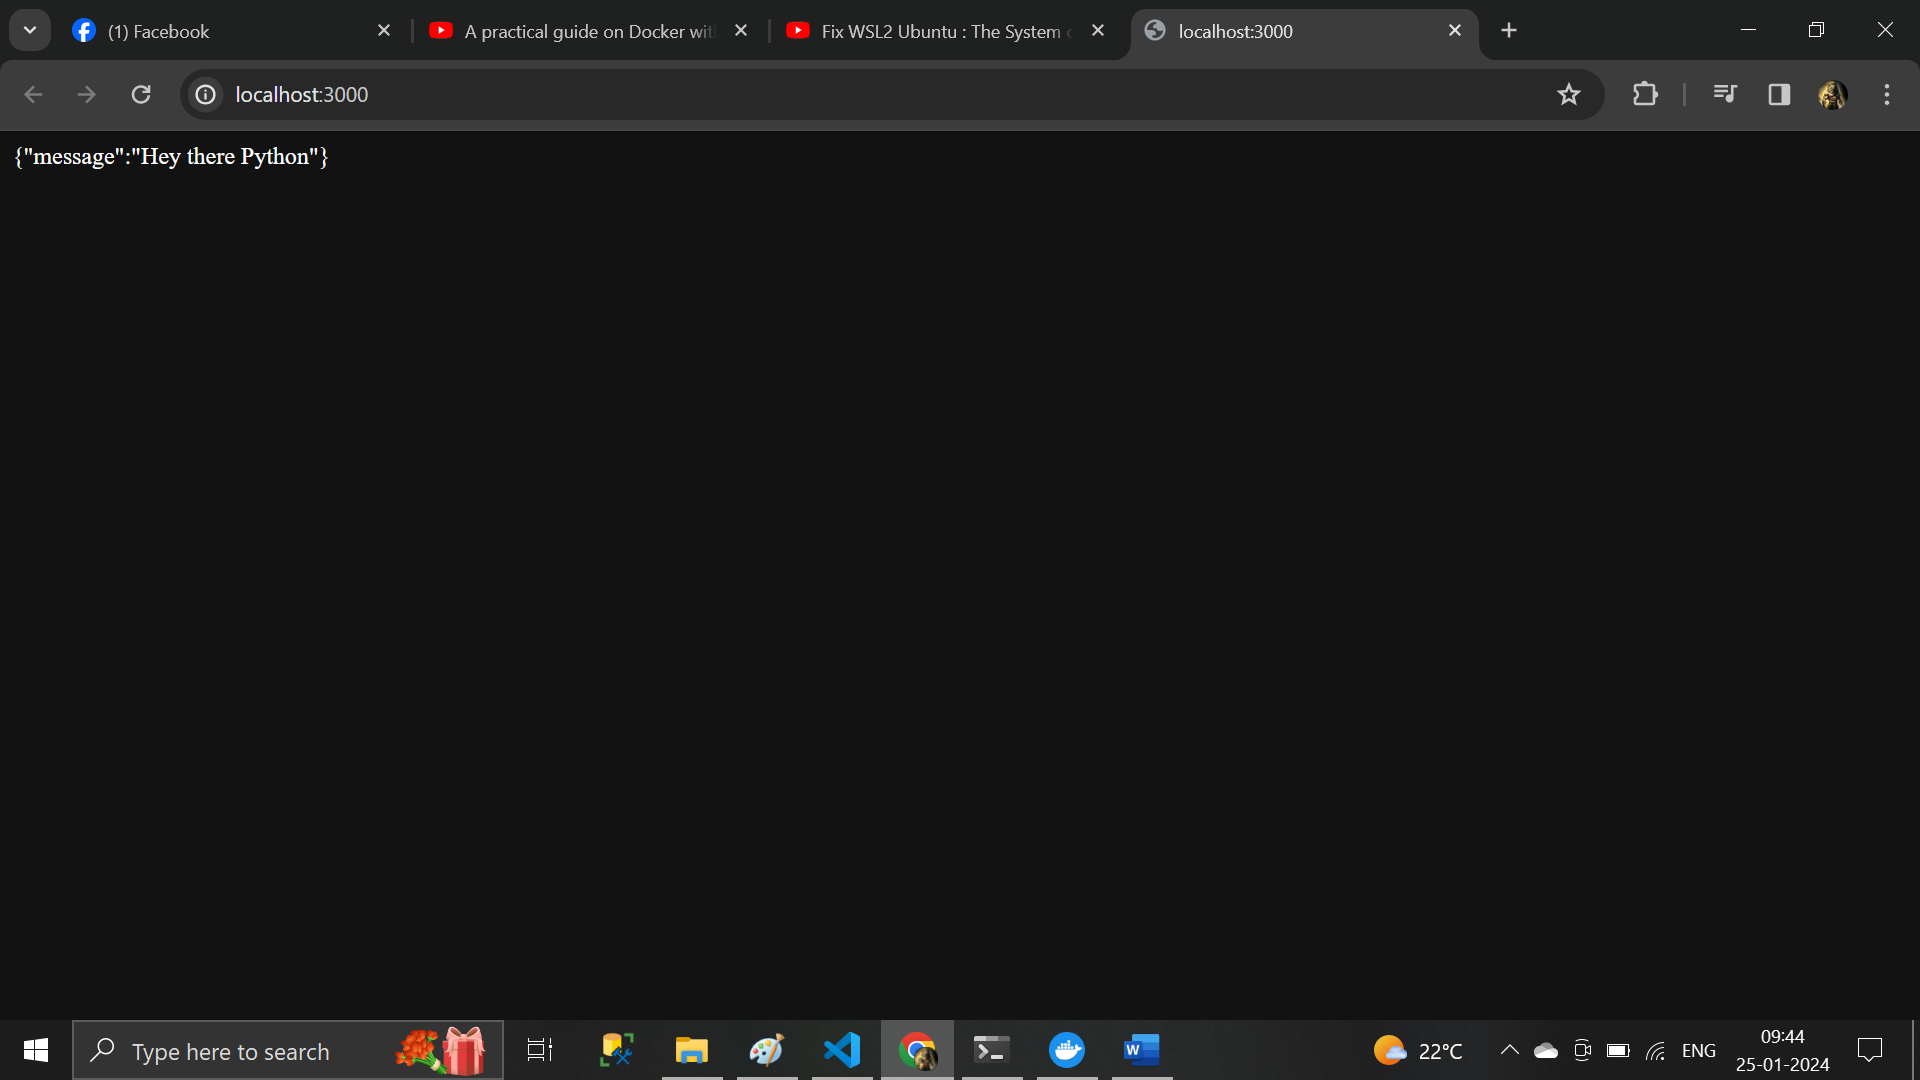 (1) Facebook
A practical guide on Docker wit
Fix WSL2 Ubuntu : The System
localhost:3000
localhost:3000
{"message":"Hey there Python"}
Type here to search
W
22°C
ENG
09:44
25-01-2024